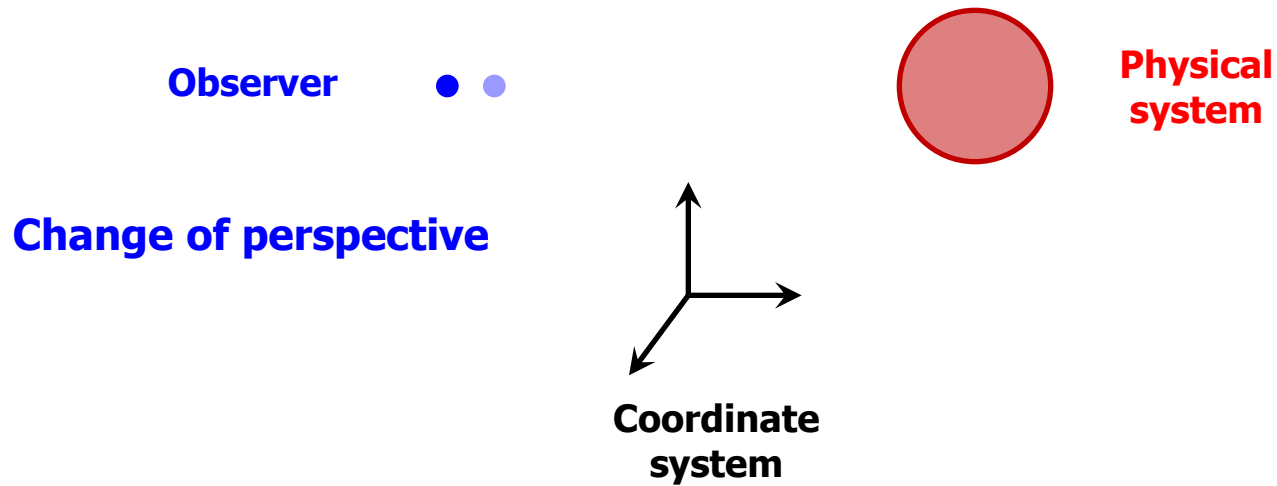 Observer
Physical
system
Change of perspective
Coordinate
system